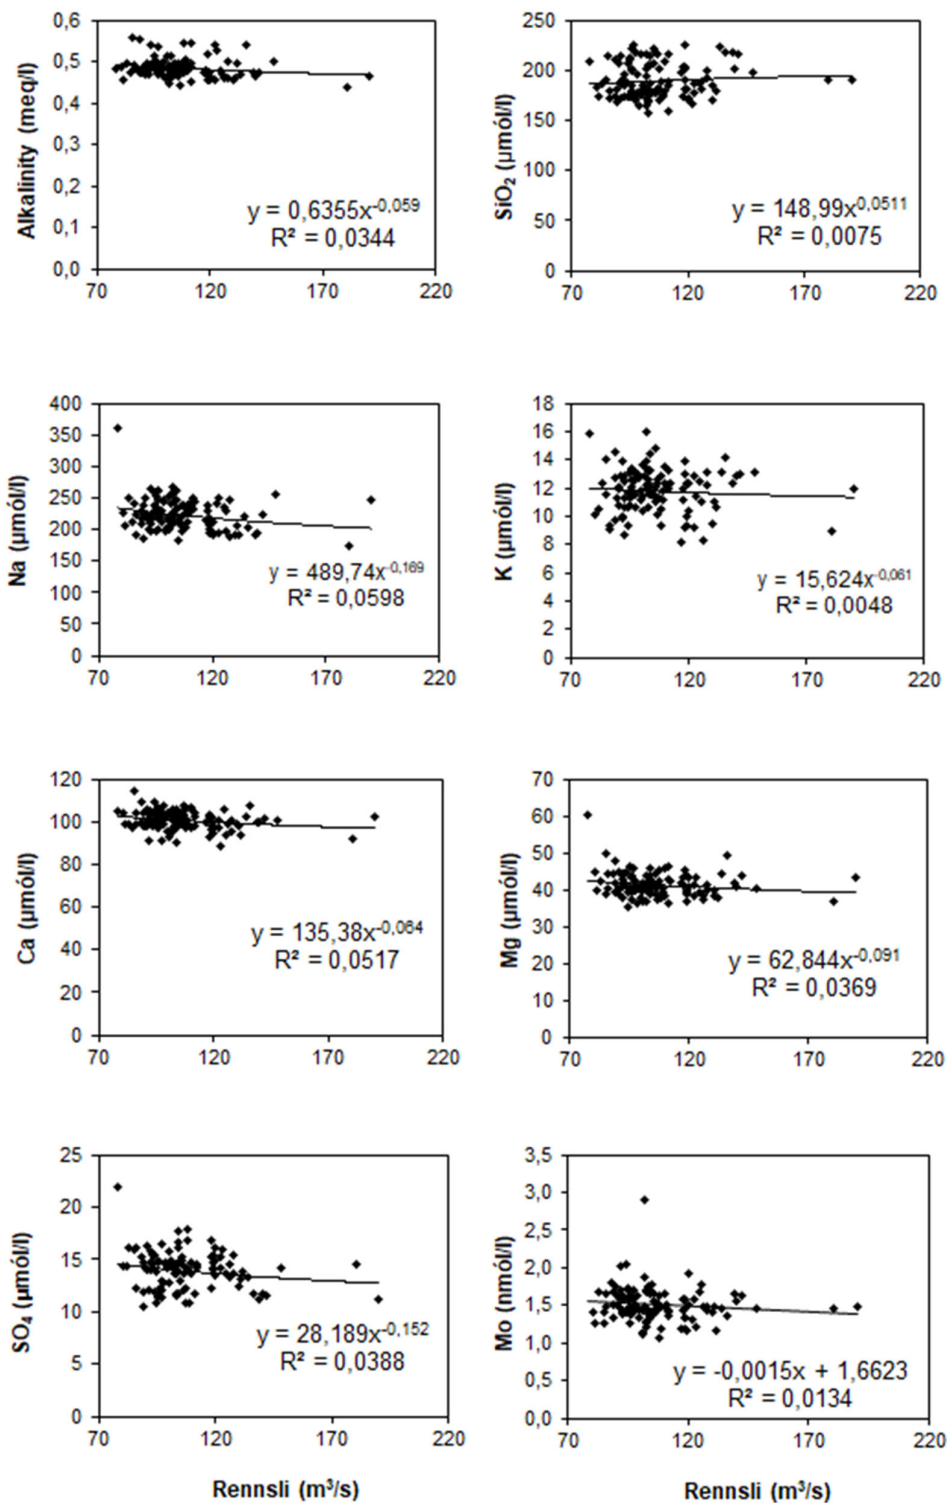 0,6
0,5
0,4
0,3
0,2
0,1
0,0
Alkalinity (meq/l)
y = 0,6355x^-0,059
R² = 0,0344
70 120 170 220
250
200
150
100
50
0
SiO₂ (µmól/l)
y = 148,99x^0,0511
R² = 0,0075
70 120 170 220
400
350
300
250
200
150
100
50
0
Na (µmól/l)
y = 489,74x^-0,169
R² = 0,0598
70 120 170 220
18
16
14
12
10
8
6
4
2
0
K (µmól/l)
y = 15,624x^-0,061
R² = 0,0048
70 120 170 220
120
100
80
60
40
20
0
Ca (µmól/l)
y = 135,38x^-0,064
R² = 0,0517
70 120 170 220
70
60
50
40
30
20
10
0
Mg (µmól/l)
y = 62,844x^-0,091
R² = 0,0369
70 120 170 220
25
20
15
10
5
0
SO₄ (µmól/l)
y = 28,189x^-0,152
R² = 0,0388
70 120 170 220
Rennsli (m³/s)
3,5
3,0
2,5
2,0
1,5
1,0
0,5
0,0
Mo (nmól/l)
y = -0,0015x + 1,6623
R² = 0,0134
70 120 170 220
Rennsli (m³/s)